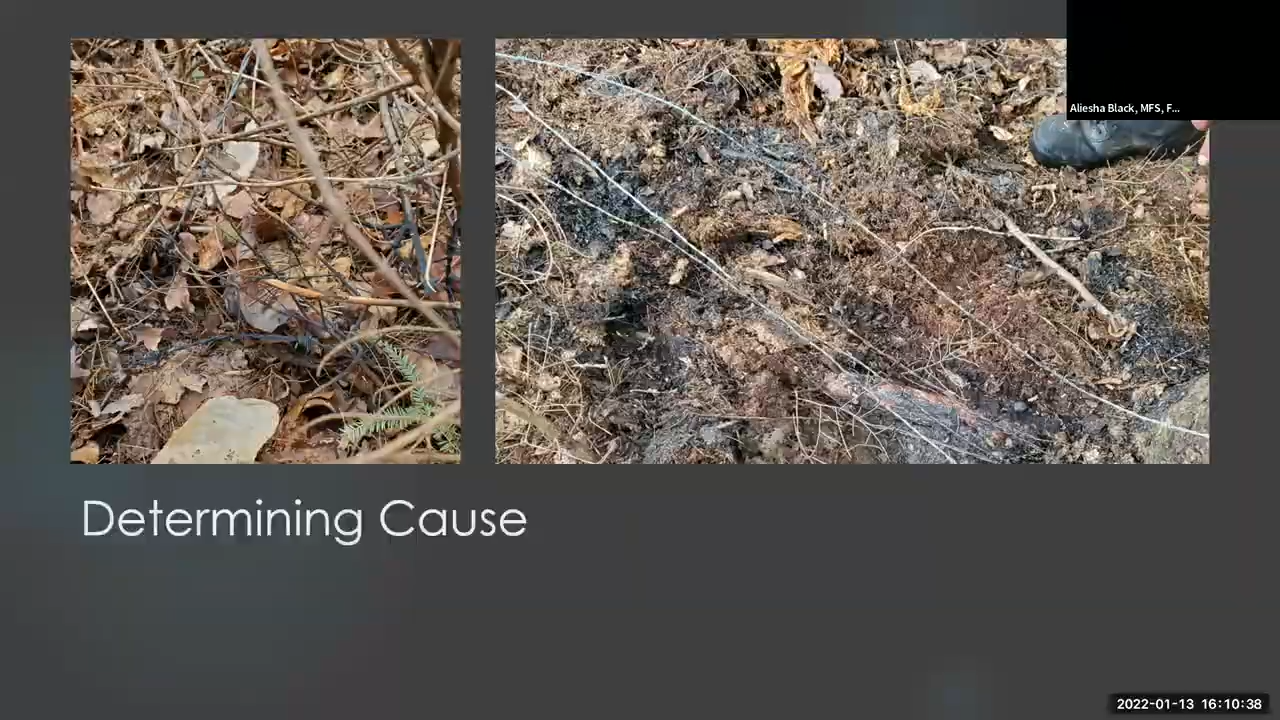 Aliesha Black, MFS, F...
Determining Cause
2022-01-13 16:10:38